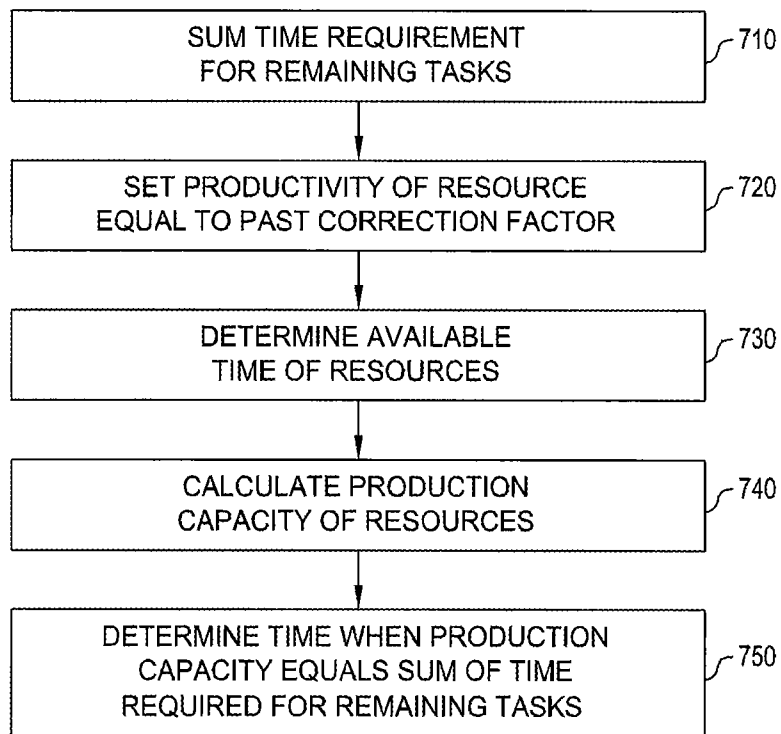 SUM TIME REQUIREMENT
FOR REMAINING TASKS
710
SET PRODUCTIVITY OF RESOURCE
EQUAL TO PAST CORRECTION FACTOR
720
DETERMINE AVAILABLE
TIME OF RESOURCES
730
CALCULATE PRODUCTION
CAPACITY OF RESOURCES
740
DETERMINE TIME WHEN PRODUCTION
CAPACITY EQUALS SUM OF TIME
REQUIRED FOR REMAINING TASKS
750